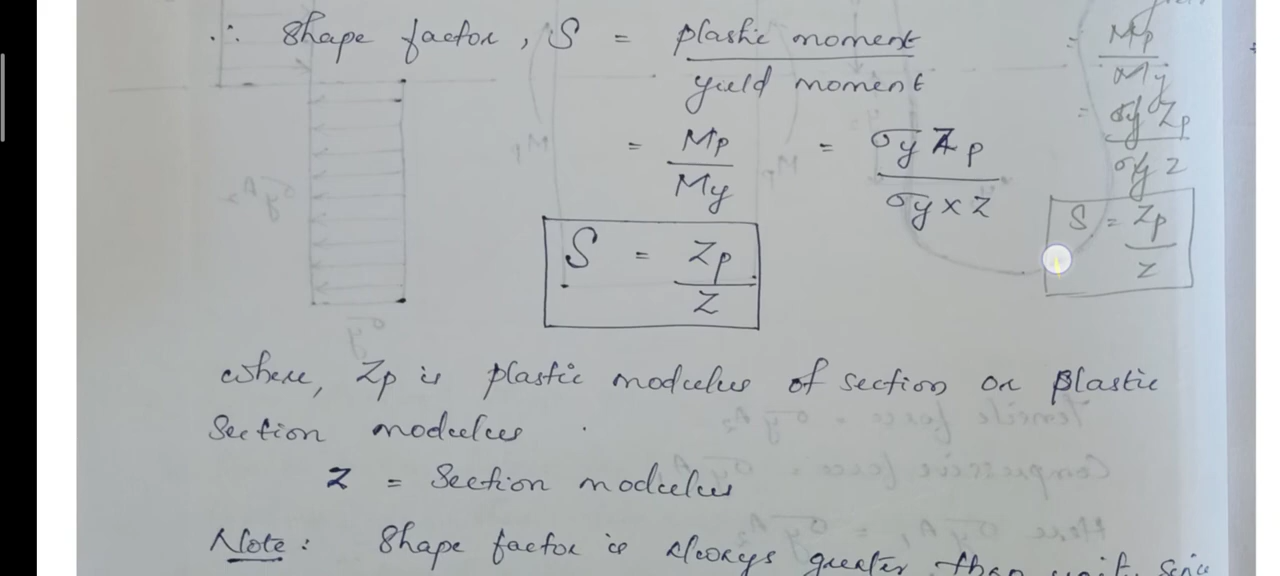 ∴ Shape factor, S = plastic moment / yield moment
= Mp / My = σy Zp / σy x Z
S = Zp / Z
= Mp / My
= σy Zp / σy Z
S = Zp / Z
where, Zp is plastic modulus of section or plastic
Section modulus .
Z = Section modulus
Note : Shape factor is always greater than unit, Since